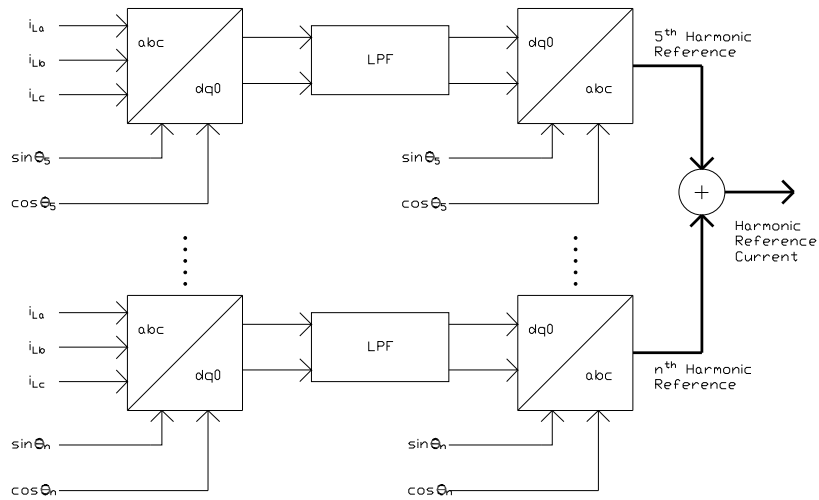 i_La
abc
dq0
LPF
dq0
abc
5th Harmonic
Reference
i_Lb
i_Lc
sinθ5
cosθ5
sinθ5
cosθ5
+
Harmonic
Reference
Current
i_La
abc
dq0
LPF
dq0
abc
i_Lb
i_Lc
nth Harmonic
Reference
sinθn
cosθn
sinθn
cosθn